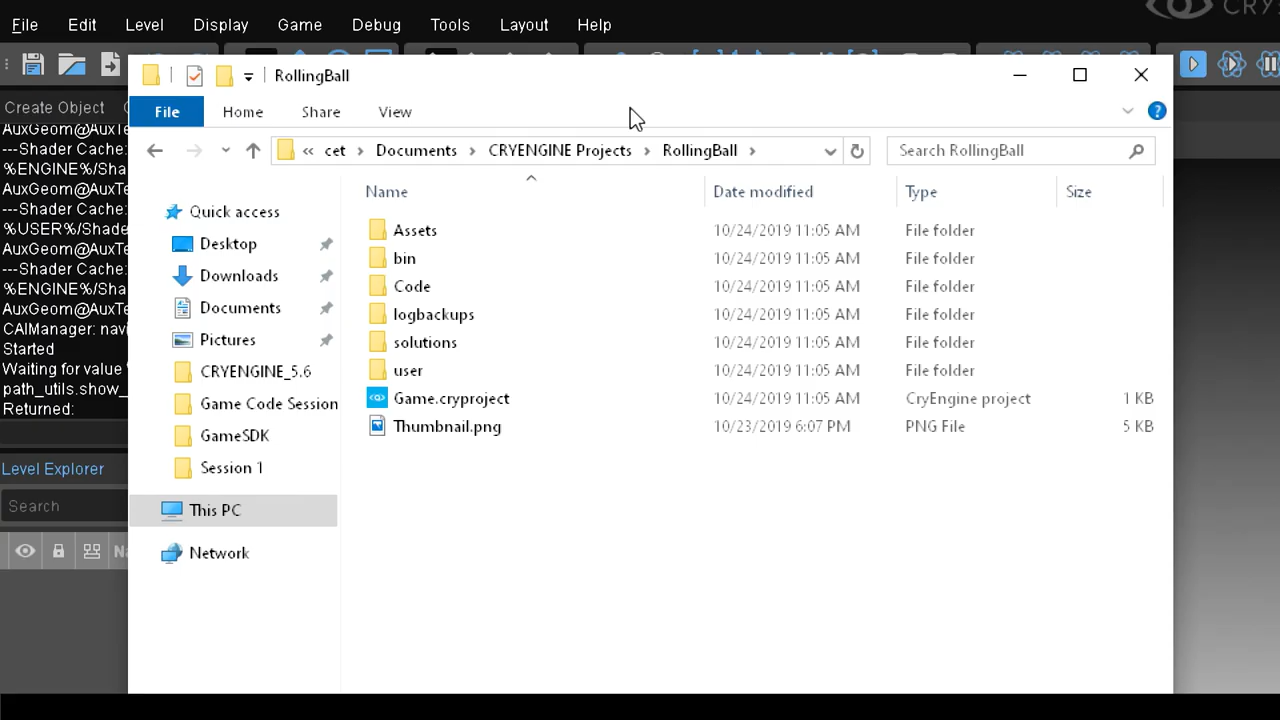 File Edit Level Display Game Debug Tools Layout Help
CRY
RollingBall
File Home Share View
Create Object
« cet Documents CRYENGINE Projects RollingBall
Search RollingBall
AuxGeom@AuxTe
---Shader Cache:
%ENGINE%/Sha
AuxGeom@AuxTe
---Shader Cache:
%USER%/Shade
AuxGeom@AuxTe
---Shader Cache:
%ENGINE%/Sha
AuxGeom@AuxTe
CAIManager: navi
Started
Waiting for value
path_utils.show_
Returned:
Level Explorer
Search
Quick access
Desktop
Downloads
Documents
Pictures
CRYENGINE_5.6
Game Code Session
GameSDK
Session 1
This PC
Network
Name Date modified Type Size
Assets 10/24/2019 11:05 AM File folder
bin 10/24/2019 11:05 AM File folder
Code 10/24/2019 11:05 AM File folder
logbackups 10/24/2019 11:05 AM File folder
solutions 10/24/2019 11:05 AM File folder
user 10/24/2019 11:05 AM File folder
Game.cryproject 10/24/2019 11:05 AM CryEngine project 1 KB
Thumbnail.png 10/23/2019 6:07 PM PNG File 5 KB